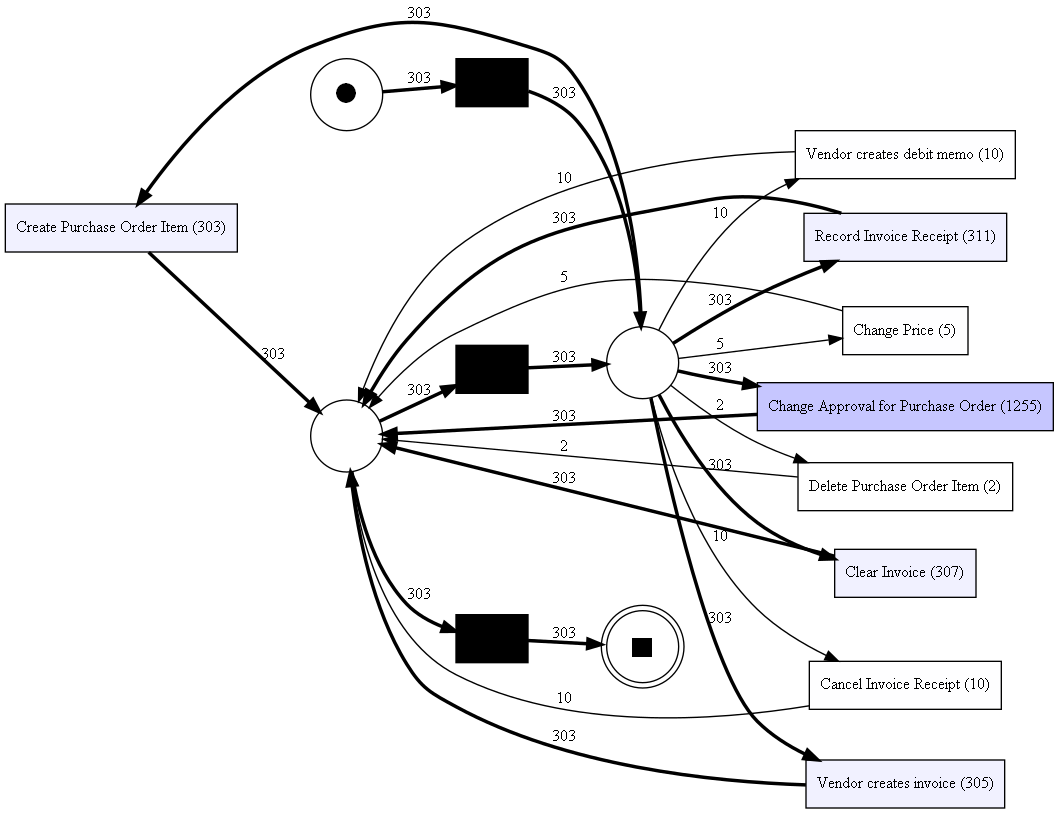 303
303
303
Vendor creates debit memo (10)
10
10
303
Create Purchase Order Item (303)
Record Invoice Receipt (311)
5
303
Change Price (5)
5
303
303
303
303
Change Approval for Purchase Order (1255)
2
303
2
303
303
Delete Purchase Order Item (2)
10
Clear Invoice (307)
303
303
303
Cancel Invoice Receipt (10)
10
303
Vendor creates invoice (305)